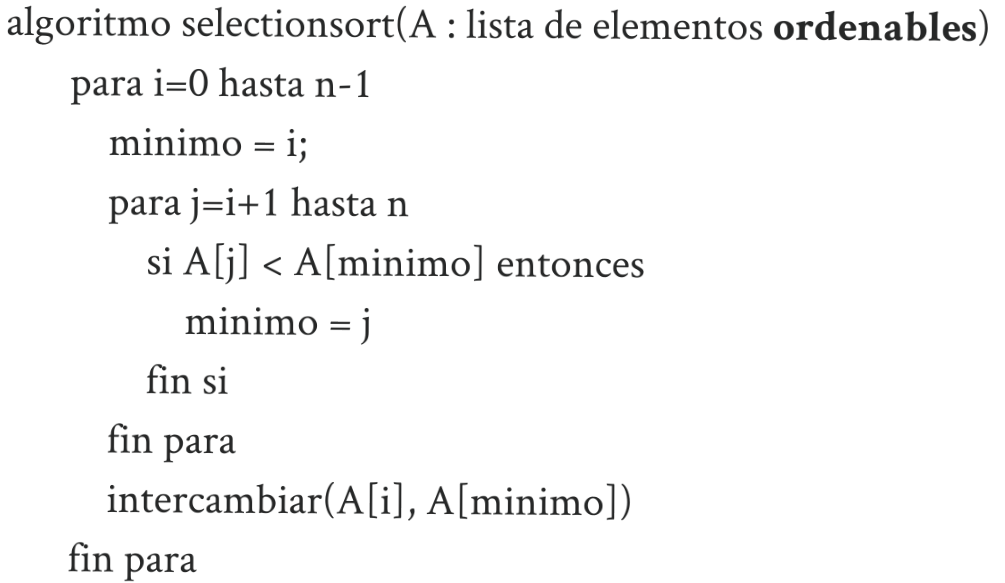 algoritmo selectionsort(A : lista de elementos ordenables)
para i=0 hasta n-1
minimo = i;
para j=i+1 hasta n
si A[j] < A[minimo] entonces
minimo = j
fin si
fin para
intercambiar(A[i], A[minimo])
fin para